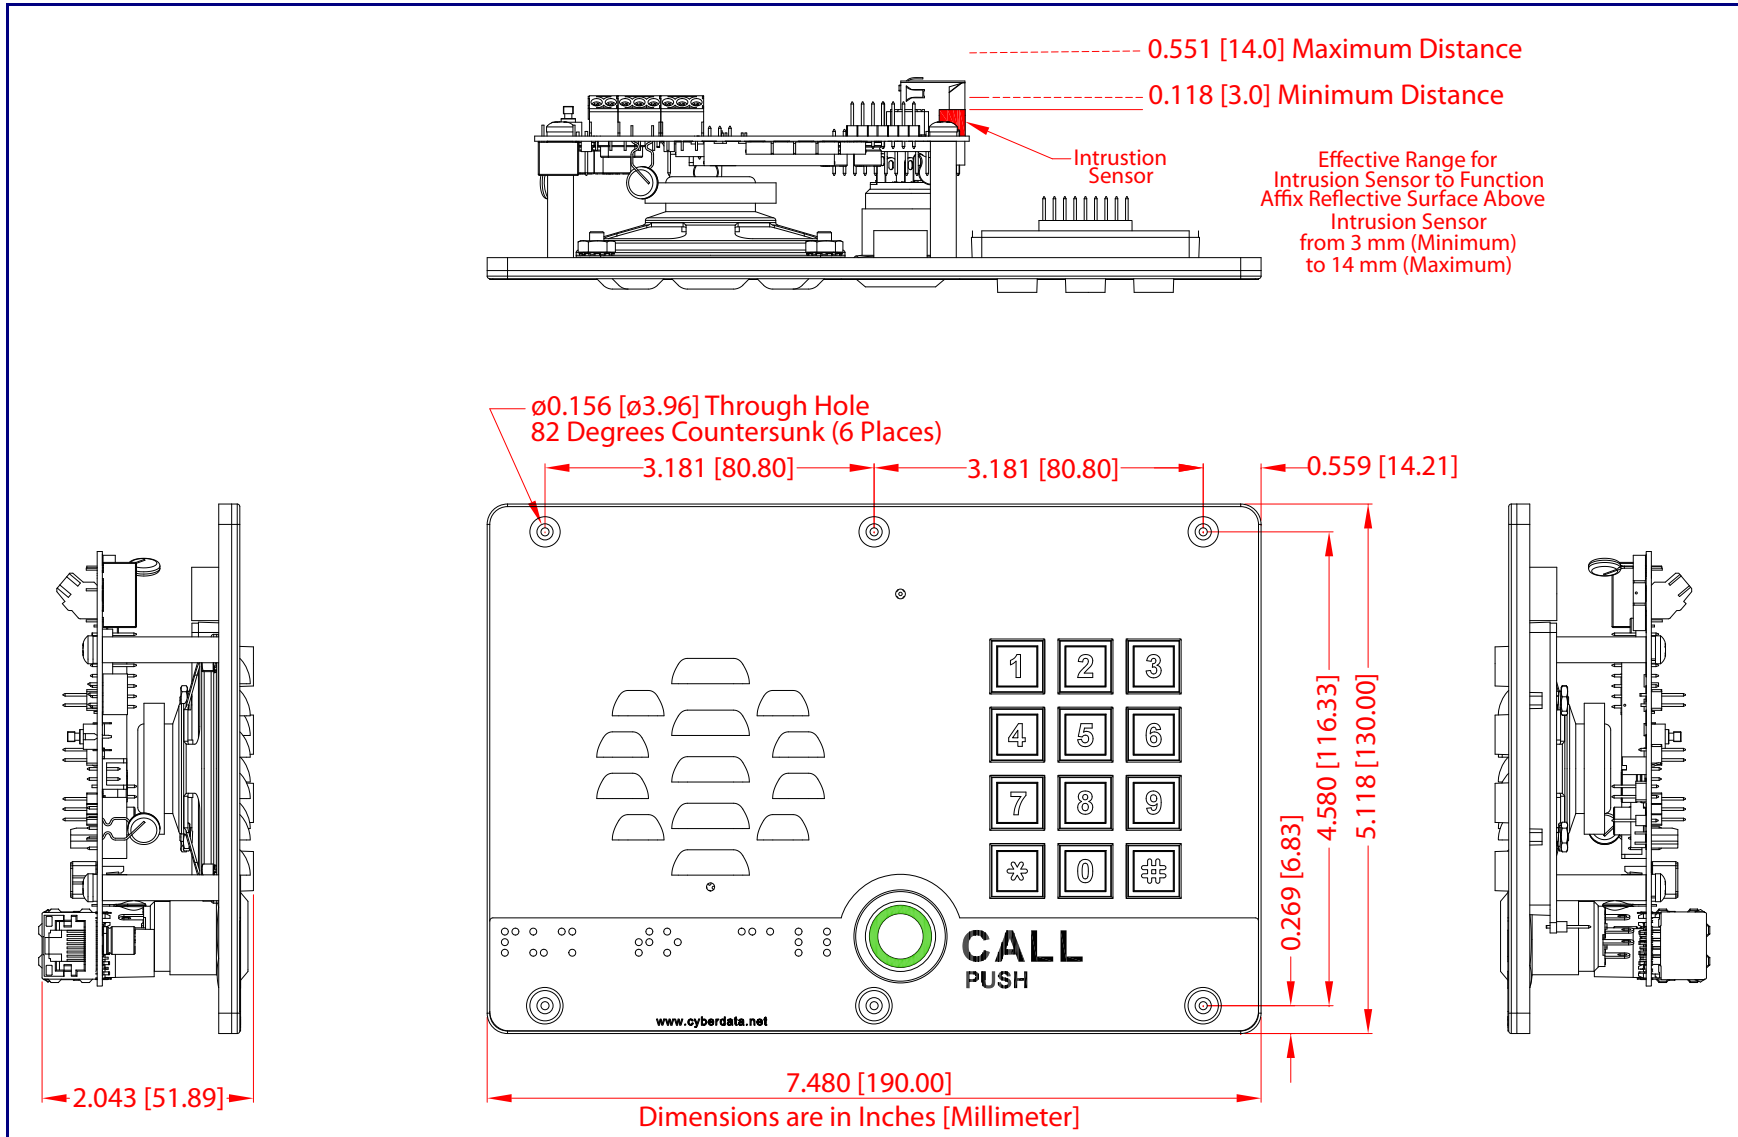 0.551 [14.0] Maximum Distance
0.118 [3.0] Minimum Distance
Intrustion
Sensor
Effective Range for
Intrusion Sensor to Function
Affix Reflective Surface Above
Intrusion Sensor
from 3 mm (Minimum)
to 14 mm (Maximum)
ø0.156 [ø3.96] Through Hole
82 Degrees Countersunk (6 Places)
3.181 [80.80]
3.181 [80.80]
0.559 [14.21]
1 2 3
4 5 6
7 8 9
* 0 #
4.580 [116.33]
5.118 [130.00]
0.269 [6.83]
CALL
PUSH
www.cyberdata.net
2.043 [51.89]
7.480 [190.00]
Dimensions are in Inches [Millimeter]